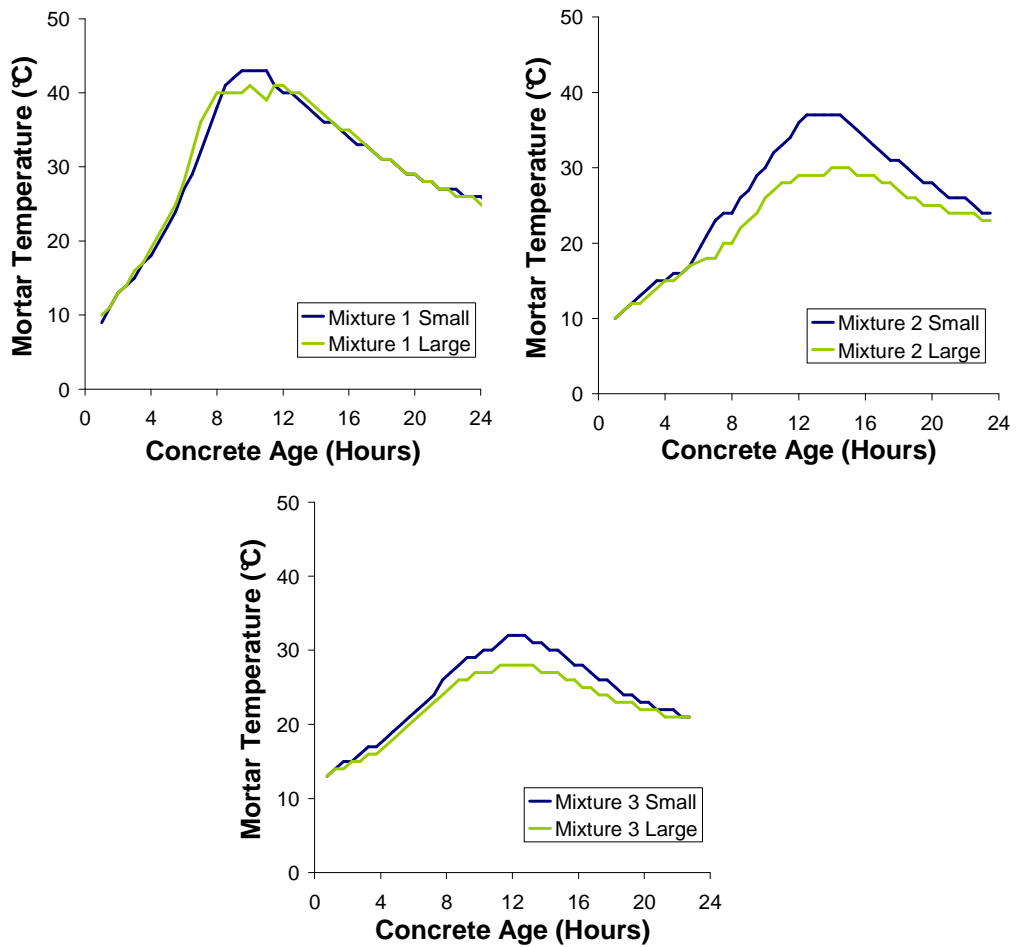 Mortar Temperature (°C)
50
40
30
20
10
0
Mixture 1 Small
Mixture 1 Large
0 4 8 12 16 20 24
Concrete Age (Hours)
Mortar Temperature (°C)
50
40
30
20
10
0
Mixture 2 Small
Mixture 2 Large
0 4 8 12 16 20 24
Concrete Age (Hours)
Mortar Temperature (°C)
50
40
30
20
10
0
Mixture 3 Small
Mixture 3 Large
0 4 8 12 16 20 24
Concrete Age (Hours)